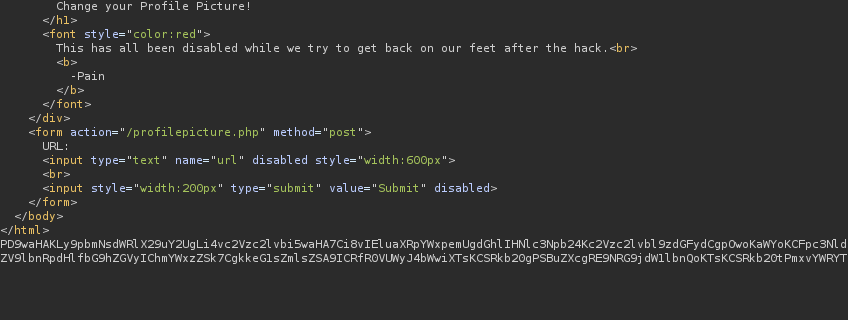 Change your Profile Picture!
</h1>
<font style="color:red">
This has all been disabled while we try to get back on our feet after the hack.<br>
<b>
-Pain
</b>
</font>
</div>
<form action="/profilepicture.php" method="post">
URL:
<input type="text" name="url" disabled style="width:600px">
<br>
<input style="width:200px" type="submit" value="Submit" disabled>
</form>
</body>
</html>
PD9waHAKLy9pbmNsdWRlX29uY2UgLi4vc2Vzc2lvbi5waHA7Ci8vIEluaXRpYWxpemUgdGhlIHNlc3Npb24Kc2Vzc2lvbl9zdGFydCgpOwoKaWYoKCFpc3Nld
ZV9lbnRpdHlfbG9hZGVyIChmYWxzZSk7CgkkeG1sZmlsZSA9ICRfR0VUWyJ4bWwiXTsKCSRkb20gPSBuZXcgRE9NRG9jdW1lbnQoKTsKCSRkb20tPmxvYWRYT